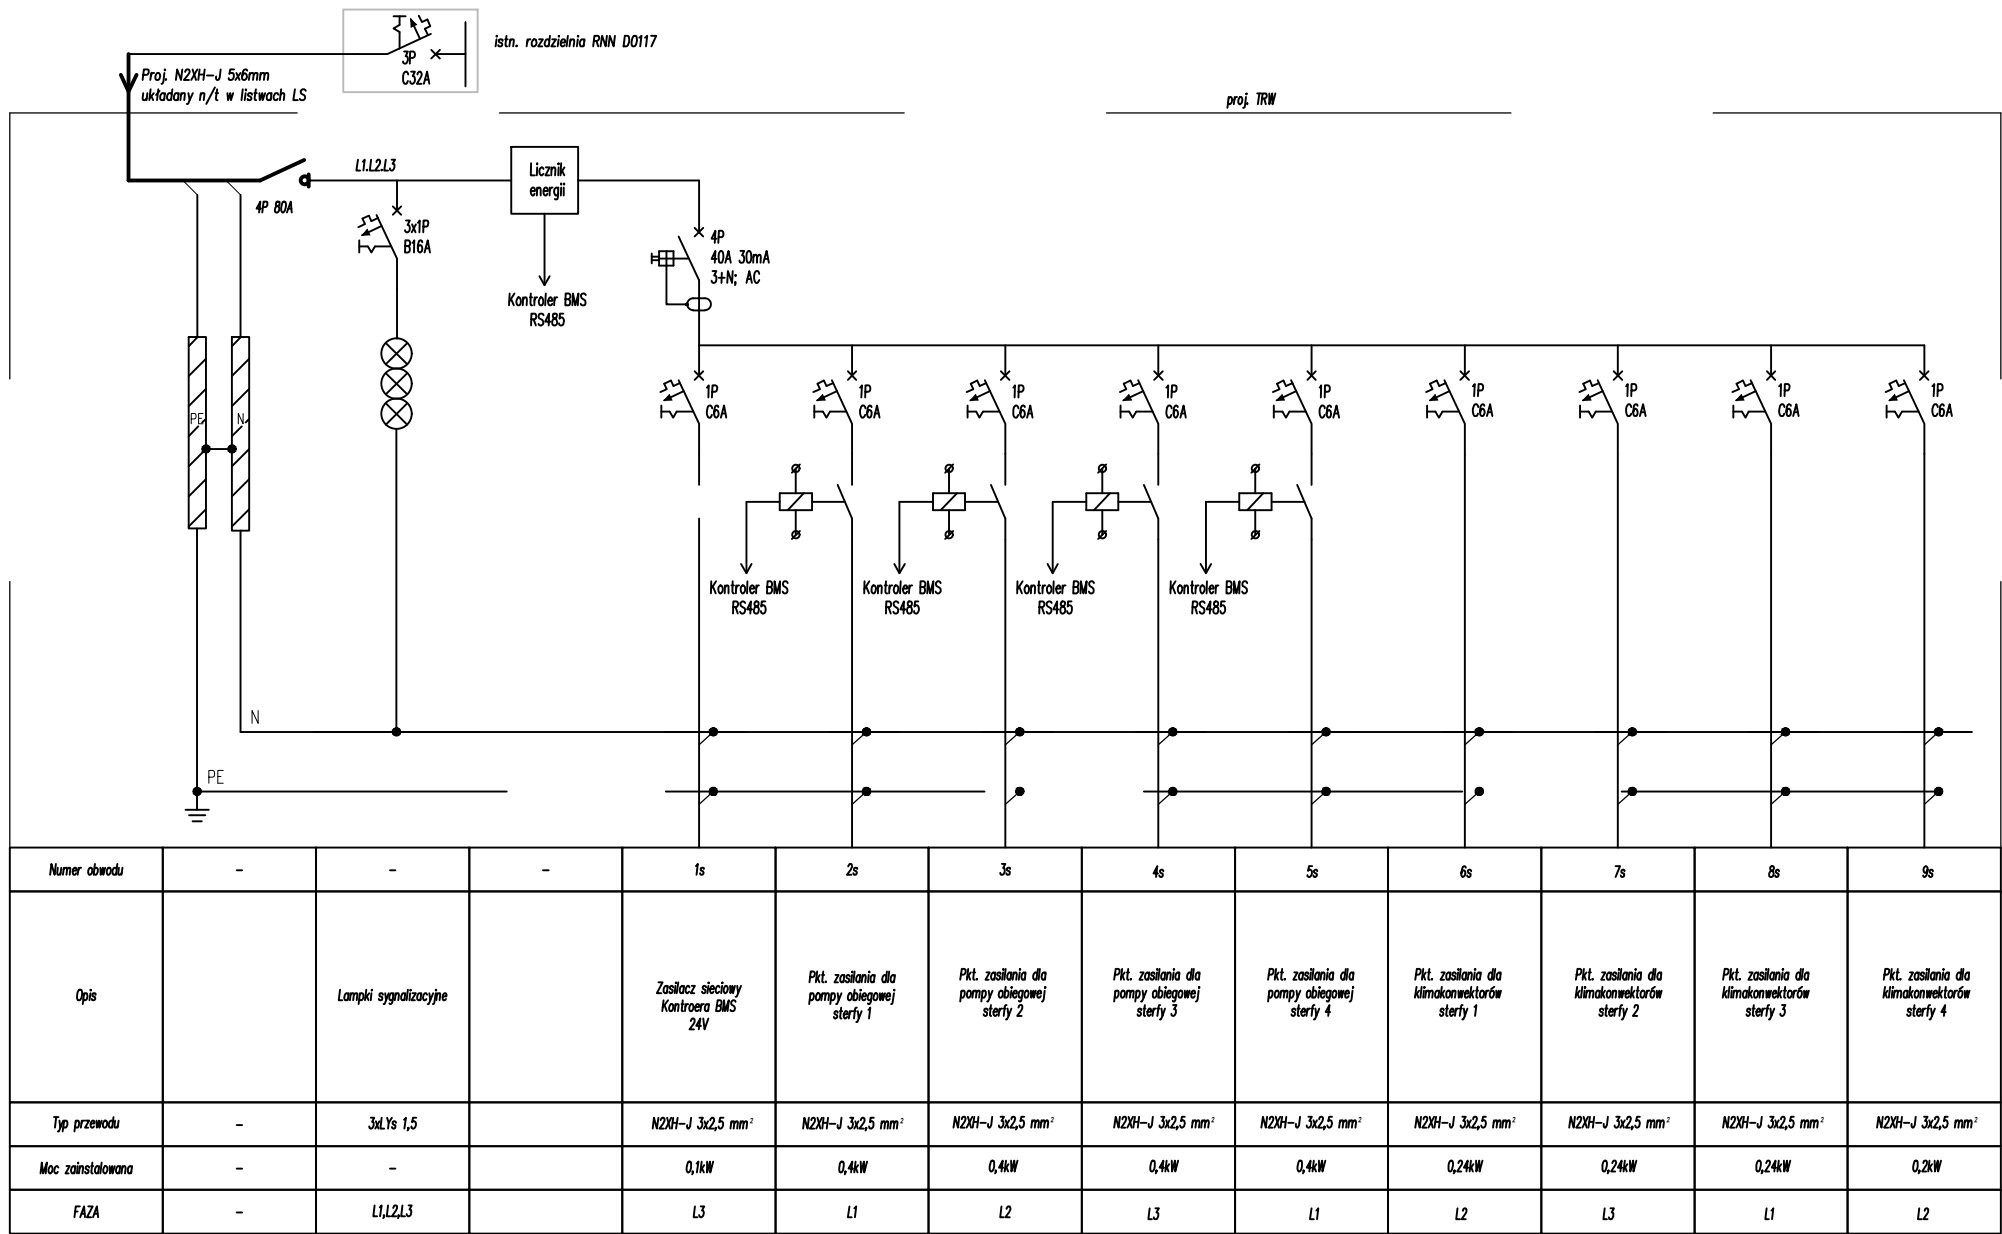 istn. rozdzielnia RNN D0117
3P
C32A
Proj. N2XH-J 5x6mm
układany n/t w listwach LS
proj. TRW
L1.L2.L3
4P 80A
Licznik
energii
3x1P
B16A
4P
40A 30mA
3+N; AC
Kontroler BMS
RS485
1P
C6A
1P
C6A
1P
C6A
1P
C6A
1P
C6A
1P
C6A
1P
C6A
1P
C6A
1P
C6A
PE
N
Kontroler BMS
RS485
Kontroler BMS
RS485
Kontroler BMS
RS485
Kontroler BMS
RS485
N
PE
Numer obwodu - - - 1s 2s 3s 4s 5s 6s 7s 8s 9s
Opis
Lampki sygnalizacyjne
Zasilacz sieciowy
Kontroera BMS
24V
Pkt. zasilania dla
pompy obiegowej
sterfy 1
Pkt. zasilania dla
pompy obiegowej
sterfy 2
Pkt. zasilania dla
pompy obiegowej
sterfy 3
Pkt. zasilania dla
pompy obiegowej
sterfy 4
Pkt. zasilania dla
klimakonwektorów
sterfy 1
Pkt. zasilania dla
klimakonwektorów
sterfy 2
Pkt. zasilania dla
klimakonwektorów
sterfy 3
Pkt. zasilania dla
klimakonwektorów
sterfy 4
Typ przewodu - 3xLYs 1,5 N2XH-J 3x2,5 mm² N2XH-J 3x2,5 mm² N2XH-J 3x2,5 mm² N2XH-J 3x2,5 mm² N2XH-J 3x2,5 mm² N2XH-J 3x2,5 mm² N2XH-J 3x2,5 mm² N2XH-J 3x2,5 mm² N2XH-J 3x2,5 mm²
Moc zainstalowana - - 0,1kW 0,4kW 0,4kW 0,4kW 0,4kW 0,24kW 0,24kW 0,24kW 0,2kW
FAZA - L1,L2,L3 L3 L1 L2 L3 L1 L2 L3 L1 L2